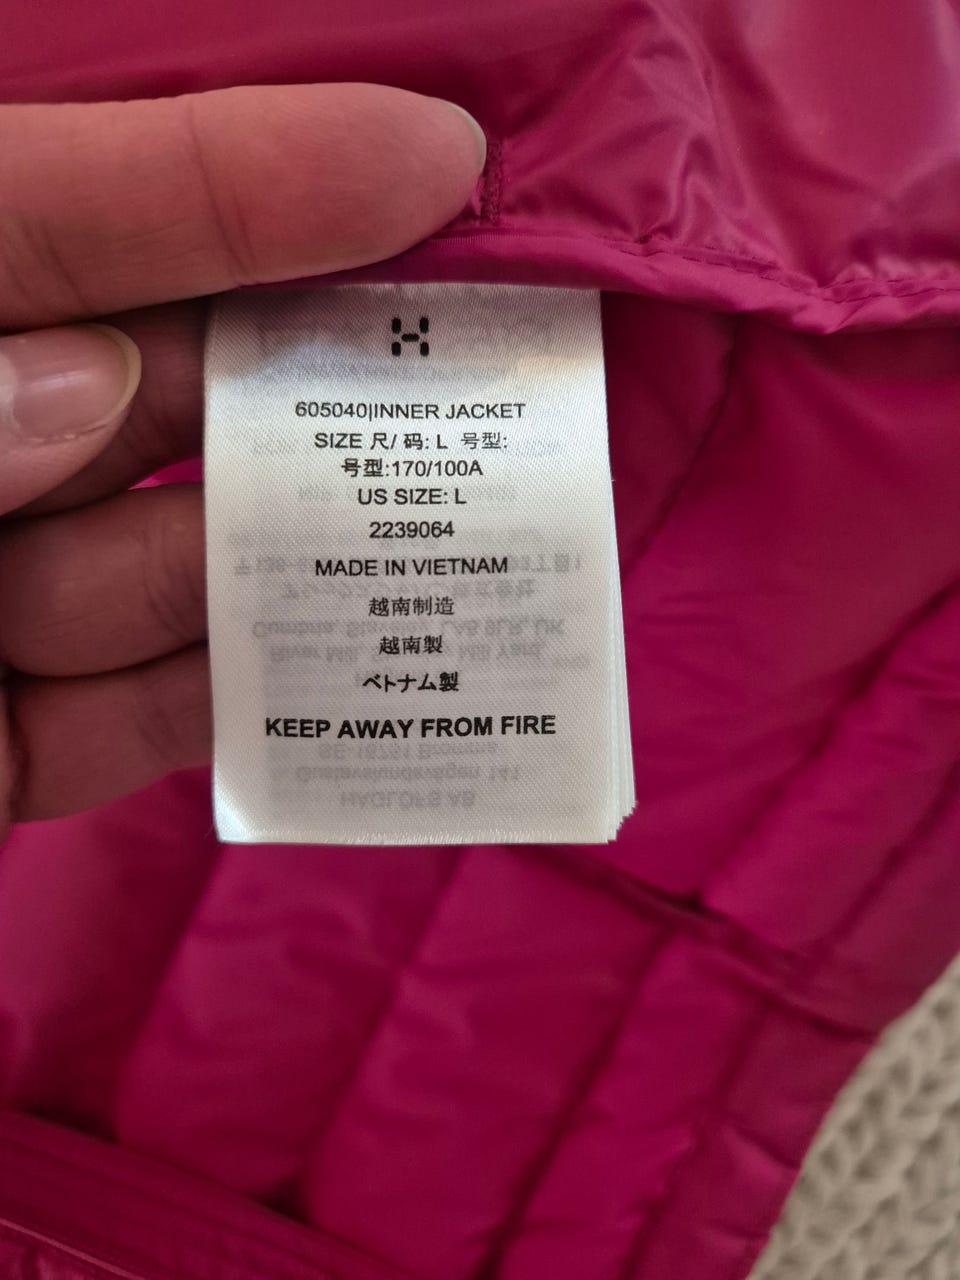 605040|INNER JACKET
SIZE 尺/ 码: L 号型:
号型:170/100A
US SIZE: L
2239064
MADE IN VIETNAM
越南制造
越南製
ベトナム製
KEEP AWAY FROM FIRE